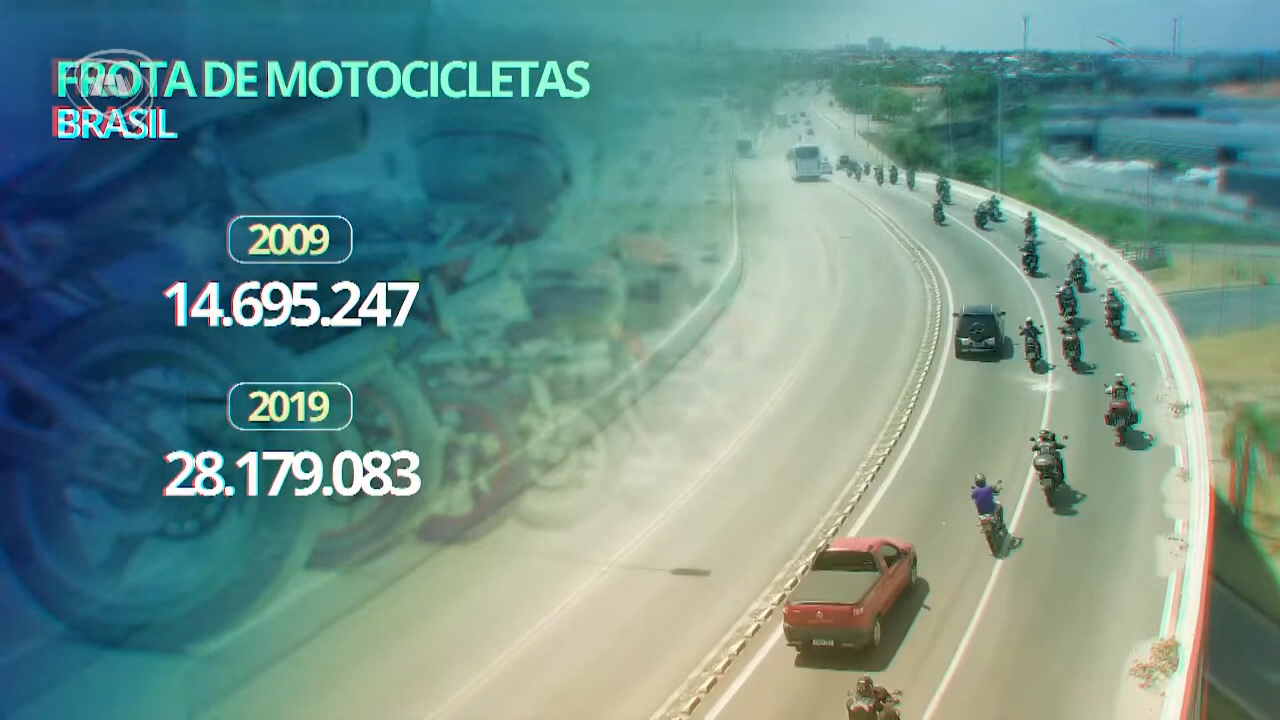 FROTA DE MOTOCICLETAS
BRASIL
2009
14.695.247
2019
28.179.083